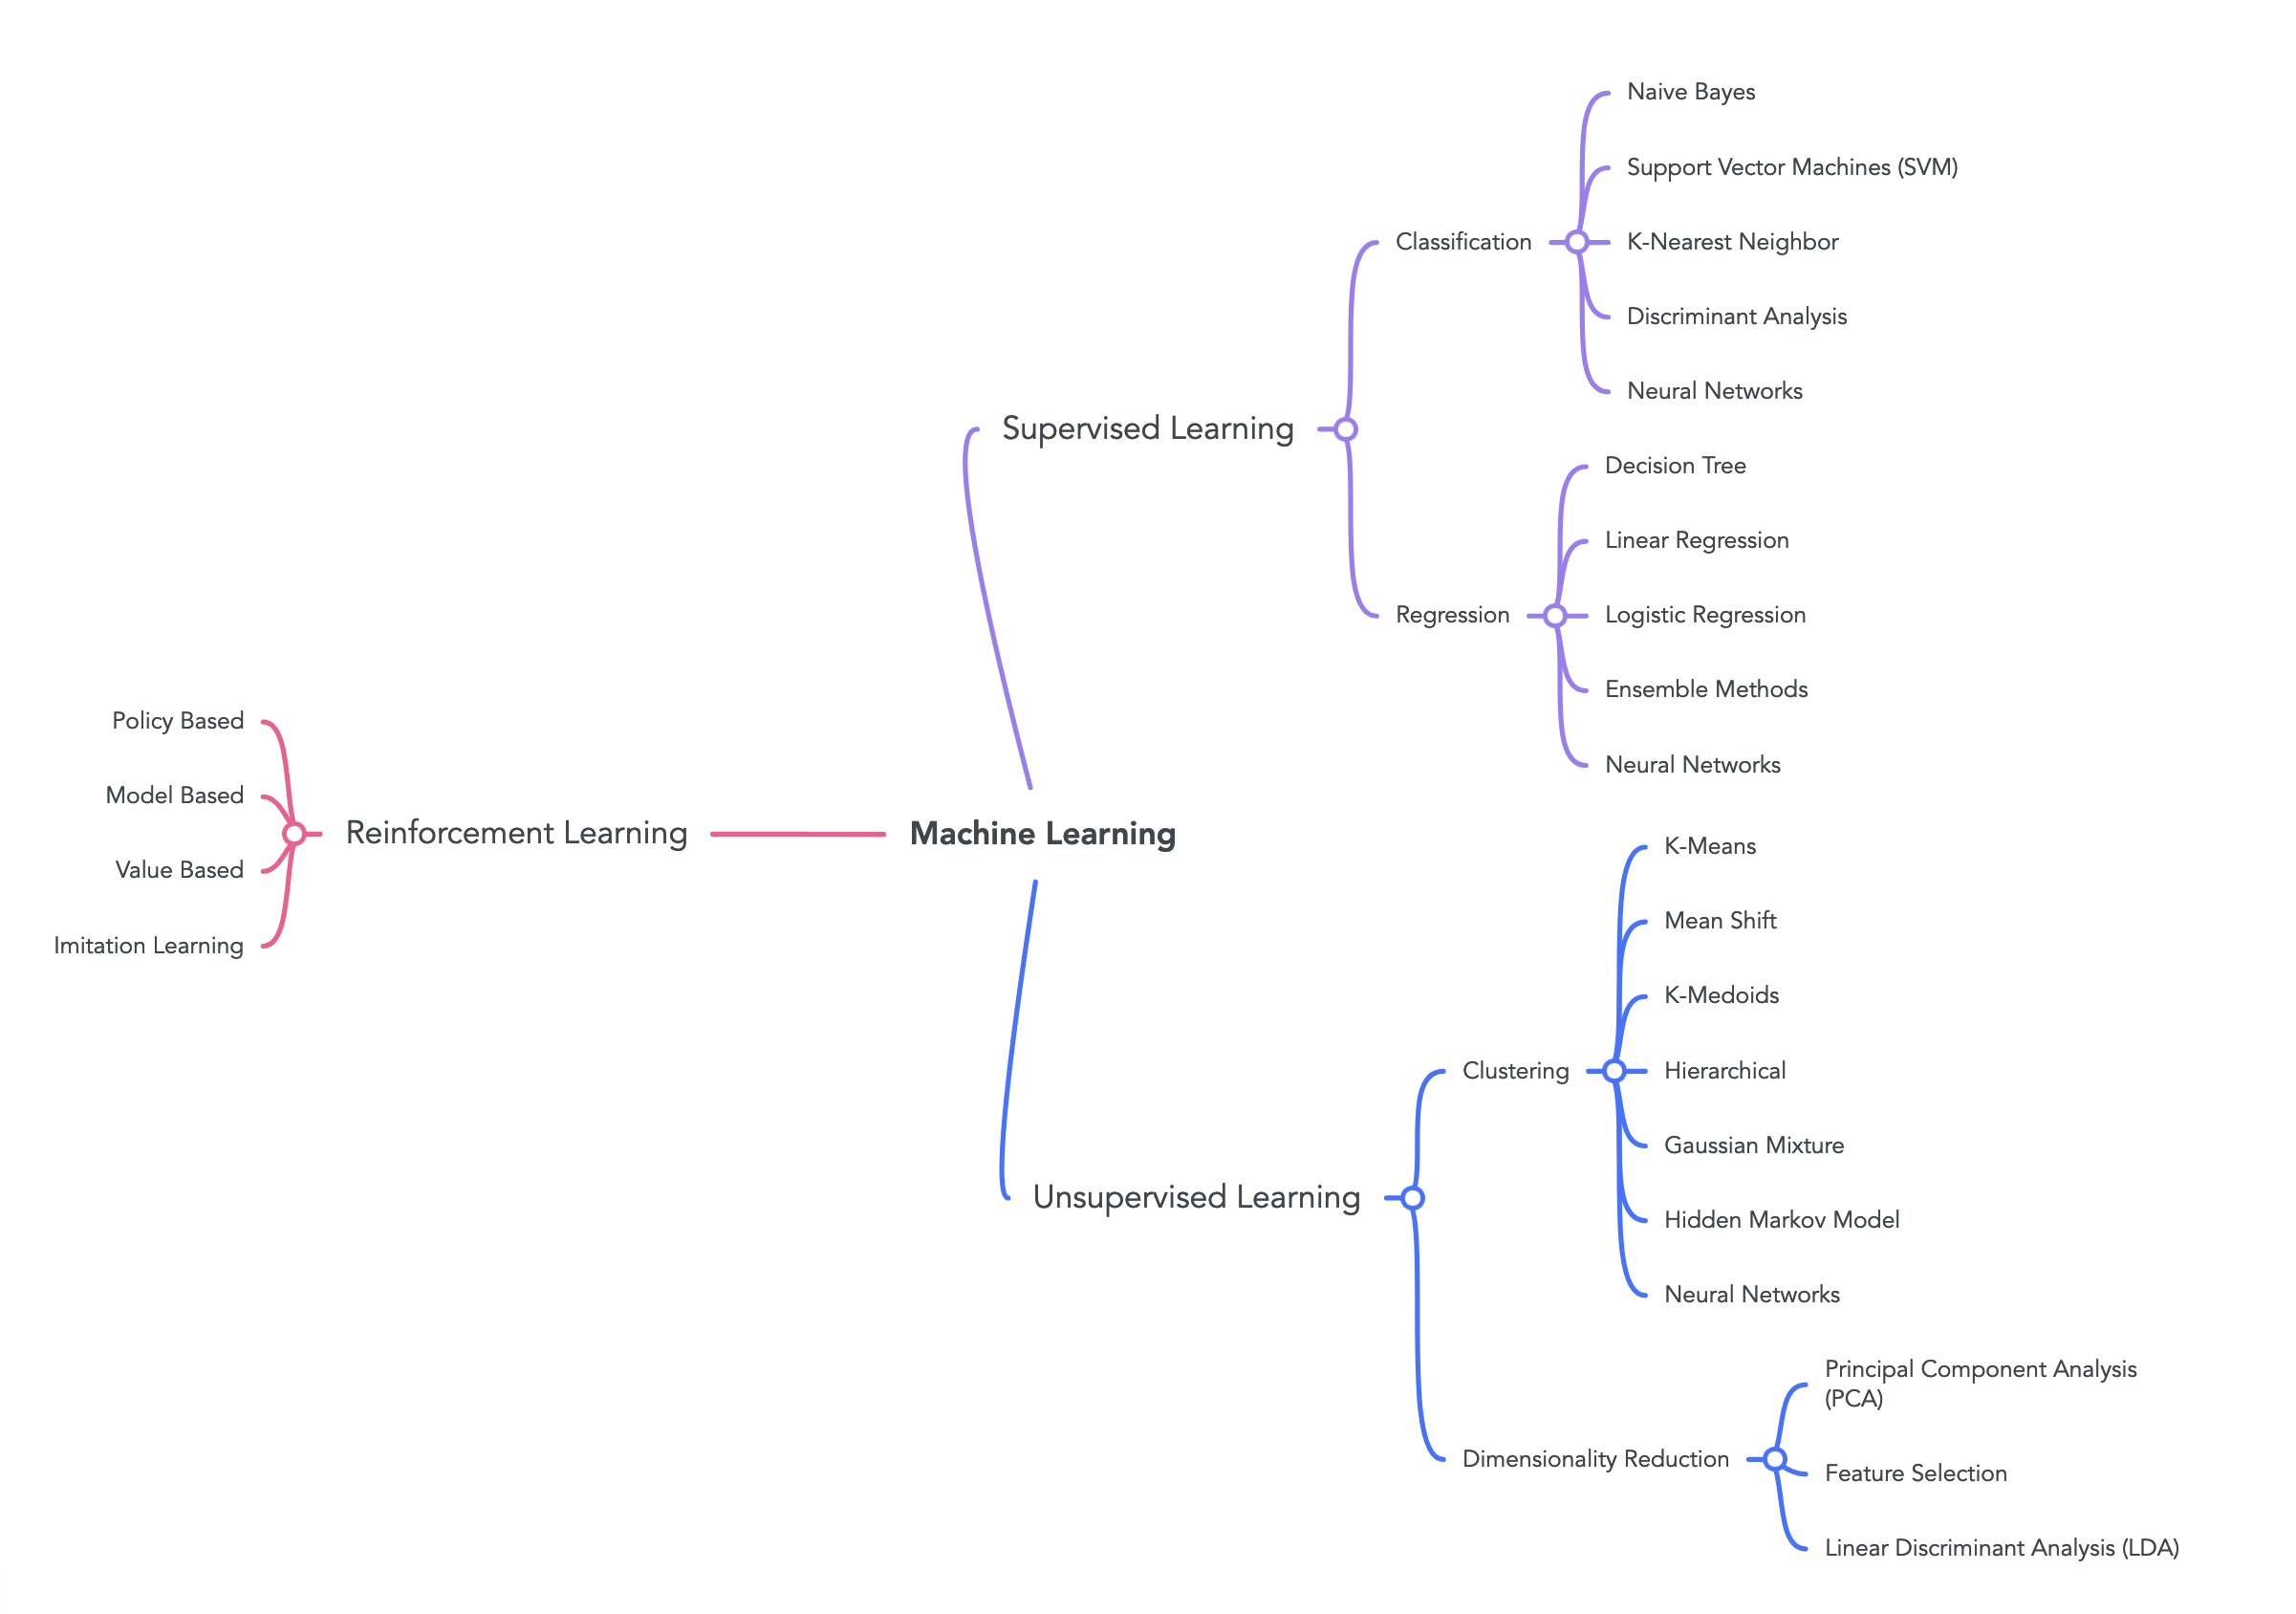 Machine Learning
Supervised Learning
Classification
Naive Bayes
Support Vector Machines (SVM)
K-Nearest Neighbor
Discriminant Analysis
Neural Networks
Regression
Decision Tree
Linear Regression
Logistic Regression
Ensemble Methods
Neural Networks
Unsupervised Learning
Clustering
K-Means
Mean Shift
K-Medoids
Hierarchical
Gaussian Mixture
Hidden Markov Model
Neural Networks
Dimensionality Reduction
Principal Component Analysis
(PCA)
Feature Selection
Linear Discriminant Analysis (LDA)
Reinforcement Learning
Policy Based
Model Based
Value Based
Imitation Learning